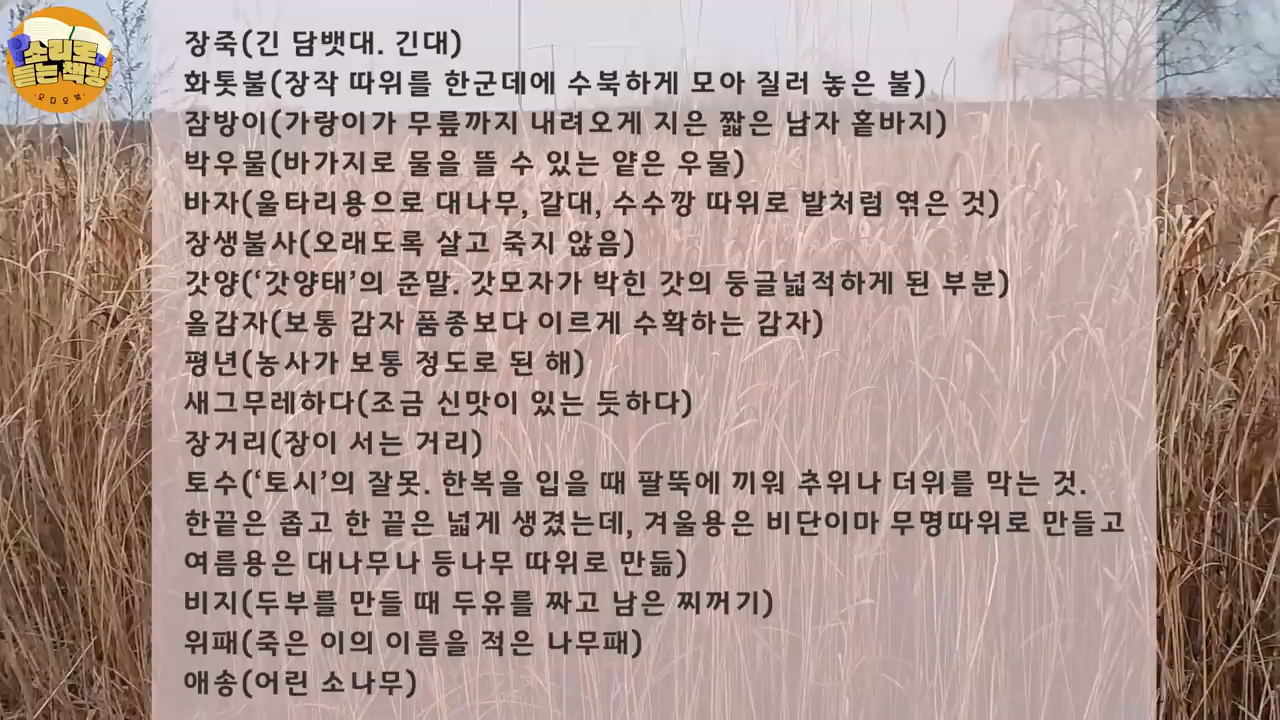 소리로
듣는 책방
·오디오북·
장죽(긴 담뱃대. 긴대)
화톳불(장작 따위를 한군데에 수북하게 모아 질러 놓은 불)
잠방이(가랑이가 무릎까지 내려오게 지은 짧은 남자 홑바지)
박우물(바가지로 물을 뜰 수 있는 얕은 우물)
바자(울타리용으로 대나무, 갈대, 수수깡 따위로 발처럼 엮은 것)
장생불사(오래도록 살고 죽지 않음)
갓양(‘갓양태’의 준말. 갓모자가 박힌 갓의 둥글넓적하게 된 부분)
올감자(보통 감자 품종보다 이르게 수확하는 감자)
평년(농사가 보통 정도로 된 해)
새그무레하다(조금 신맛이 있는 듯하다)
장거리(장이 서는 거리)
토수(‘토시’의 잘못. 한복을 입을 때 팔뚝에 끼워 추위나 더위를 막는 것.
한끝은 좁고 한 끝은 넓게 생겼는데, 겨울용은 비단이마 무명따위로 만들고
여름용은 대나무나 등나무 따위로 만듦)
비지(두부를 만들 때 두유를 짜고 남은 찌꺼기)
위패(죽은 이의 이름을 적은 나무패)
애송(어린 소나무)